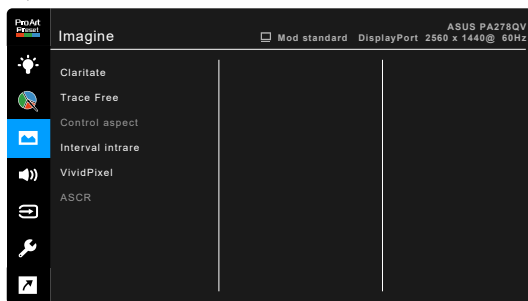 ProArt
Preset
Imagine
ASUS PA278QV
Mod standard DisplayPort 2560 x 1440@ 60Hz
Claritate
Trace Free
Control aspect
Interval intrare
VividPixel
ASCR